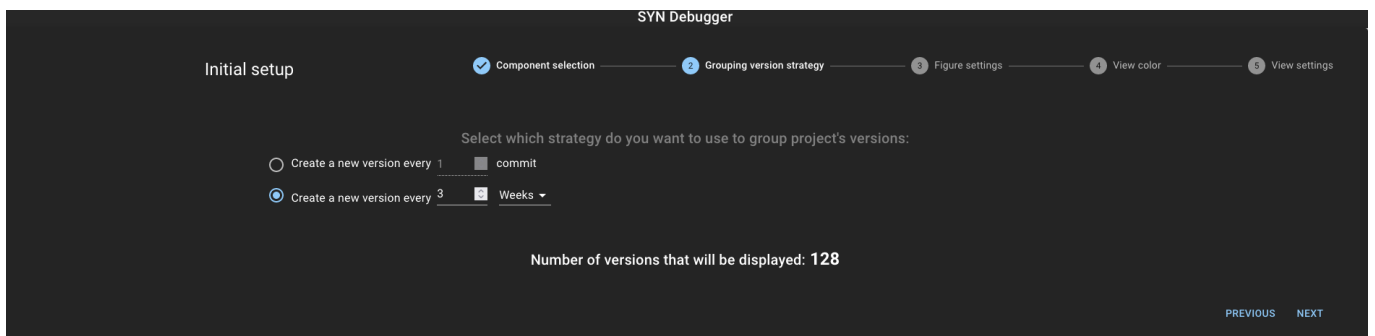 SYN Debugger
Initial setup
Component selection
2 Grouping version strategy
3 Figure settings
4 View color
5 View settings
Select which strategy do you want to use to group project's versions:
Create a new version every 1 commit
Create a new version every 3 Weeks
Number of versions that will be displayed: 128
PREVIOUS NEXT